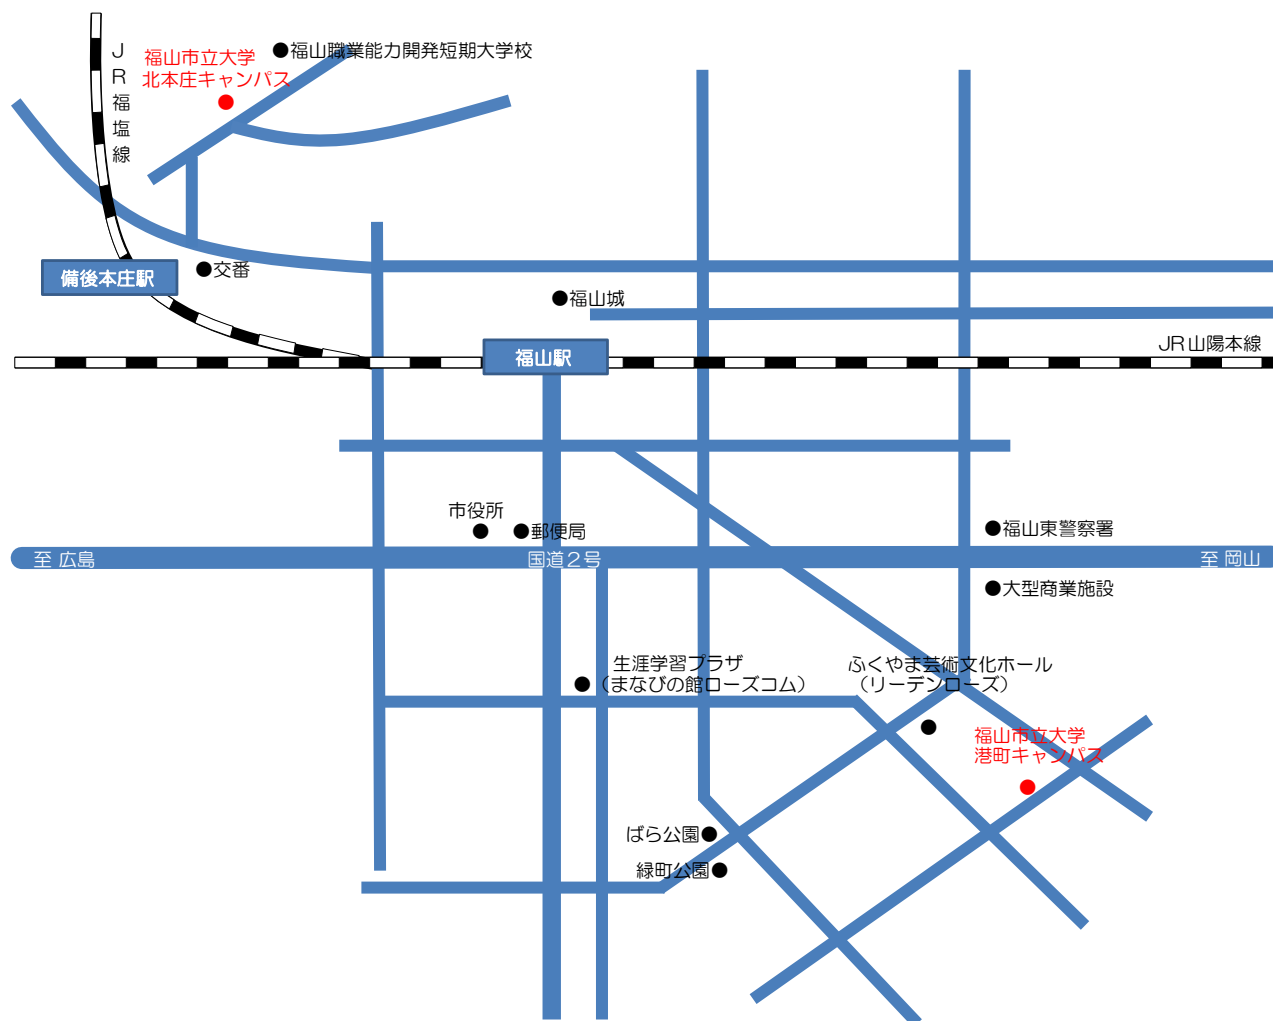 JR福塩線
福山市立大学
北本庄キャンパス
福山職業能力開発短期大学校
備後本庄駅
交番
福山城
福山駅
JR山陽本線
市役所
郵便局
福山東警察署
至 広島
国道2号
至 岡山
大型商業施設
生涯学習プラザ
（まなびの館ローズコム）
ふくやま芸術文化ホール
（リーデンローズ）
福山市立大学
港町キャンパス
ばら公園
緑町公園